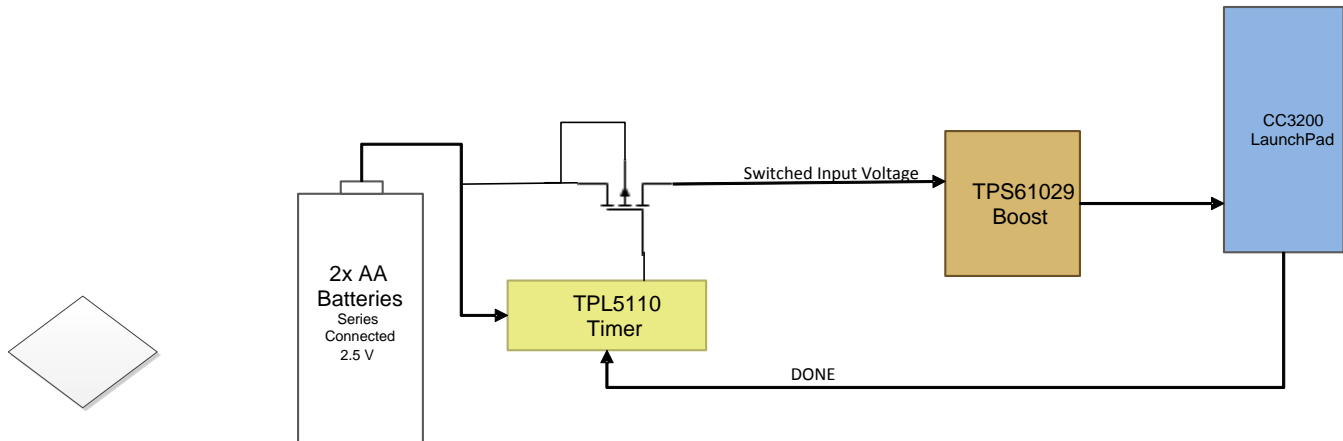 CC3200
LaunchPad
Switched Input Voltage
TPS61029
Boost
2x AA
Batteries
Series
Connected
2.5 V
TPL5110
Timer
DONE